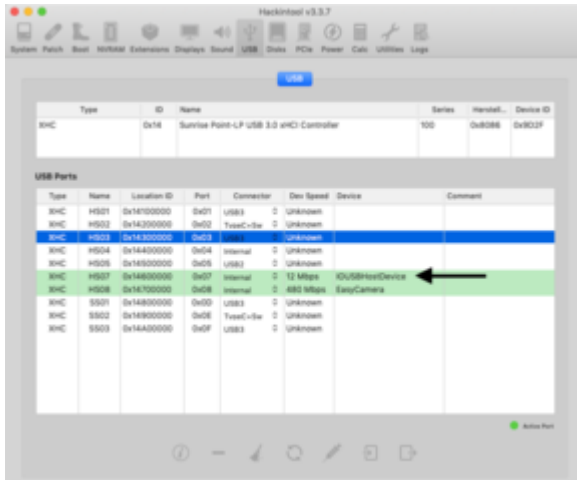 Hackintool v3.3.7
System Patch Boot NVRAM Extensions Displays Sound USB Disks PCIe Power Calc Utilities Logs
USB
Type ID Name Series Herstell... Device ID
XHC 0x14 Sunrise Point-LP USB 3.0 xHCI Controller 100 0x8086 0x9D2F
USB Ports
Type Name Location ID Port Connector Dev Speed Device Comment
XHC HS01 0x14100000 0x01 USB3 Unknown
XHC HS02 0x14200000 0x02 TypeC+Sw Unknown
XHC HS03 0x14300000 0x03 Unknown
XHC HS04 0x14400000 0x04 Internal Unknown
XHC HS05 0x14500000 0x05 USB2 Unknown
XHC HS07 0x14600000 0x07 Internal 12 Mbps IOUSBHostDevice
XHC HS08 0x14700000 0x08 Internal 480 Mbps EasyCamera
XHC SS01 0x14800000 0x0D USB3 Unknown
XHC SS02 0x14900000 0x0E TypeC+Sw Unknown
XHC SS03 0x14A00000 0x0F USB3 Unknown
Active Port